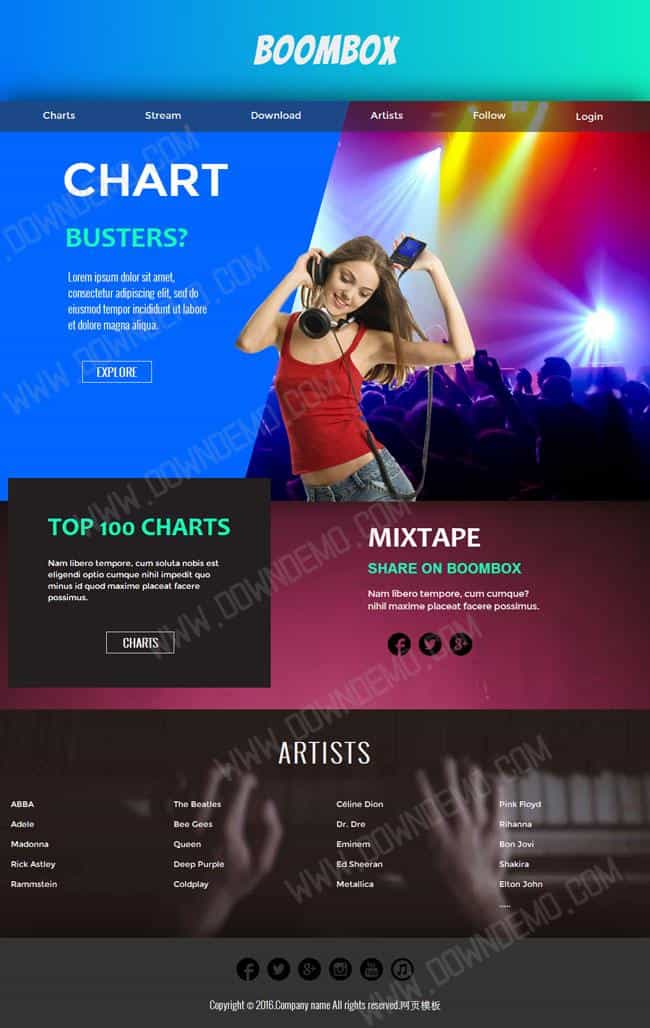 BOOMBOX
Charts Stream Download Artists Follow Login
CHART
BUSTERS?
Lorem ipsum dolor sit amet,
consectetur adipiscing elit, sed do
eiusmod tempor incididunt ut labore
et dolore magna aliqua.
EXPLORE
TOP 100 CHARTS
Nam libero tempore, cum soluta nobis est
eligendi optio cumque nihil impedit quo
minus id quod maxime placeat facere
possimus.
CHARTS
MIXTAPE
SHARE ON BOOMBOX
Nam libero tempore, cum cumque?
nihil maxime placeat facere possimus.
ARTISTS
ABBA The Beatles Céline Dion Pink Floyd
Adele Bee Gees Dr. Dre Rihanna
Madonna Queen Eminem Bon Jovi
Rick Astley Deep Purple Ed Sheeran Shakira
Rammstein Coldplay Metallica Elton John
.....
Copyright © 2016.Company name All rights reserved.网页模板
WWW.DOWNDEMO.COM